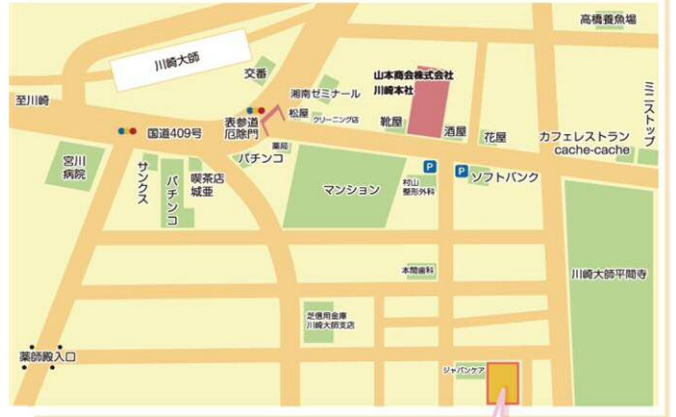 高橋養魚場
川崎大師
交番
山本商会株式会社
川崎本社
湘南ゼミナール
至川崎
国道409号
表参道
厄除門
松屋
クリーニング店
靴屋
酒屋
花屋
カフェレストラン
cache-cache
ミニストップ
薬局
パチンコ
宮川
病院
サンクス
パチンコ
喫茶店
城亜
マンション
P
村山
整形外科
P
ソフトバンク
本間歯科
川崎大師平間寺
芝信用金庫
川崎大師支店
薬師殿入口
ジャパンケア